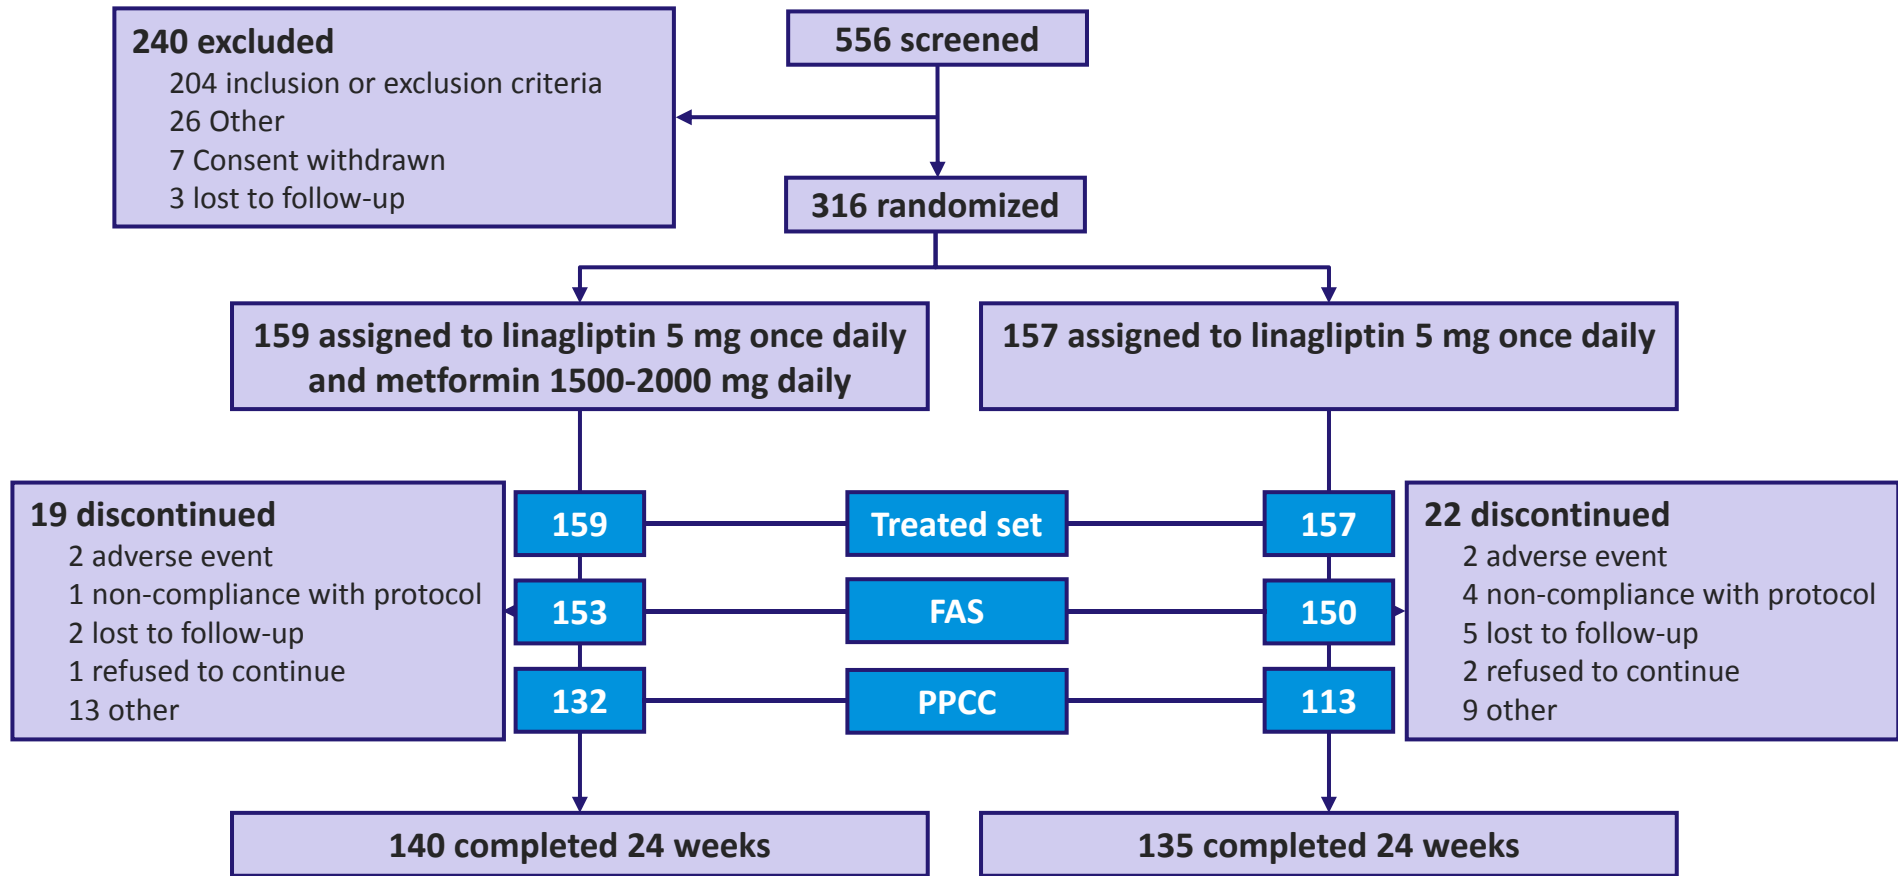 556 screened
240 excluded
204 inclusion or exclusion criteria
26 Other
7 Consent withdrawn
3 lost to follow-up
316 randomized
159 assigned to linagliptin 5 mg once daily
and metformin 1500-2000 mg daily
157 assigned to linagliptin 5 mg once daily
19 discontinued
2 adverse event
1 non-compliance with protocol
2 lost to follow-up
1 refused to continue
13 other
159
Treated set
157
153
FAS
150
132
PPCC
113
22 discontinued
2 adverse event
4 non-compliance with protocol
5 lost to follow-up
2 refused to continue
9 other
140 completed 24 weeks
135 completed 24 weeks